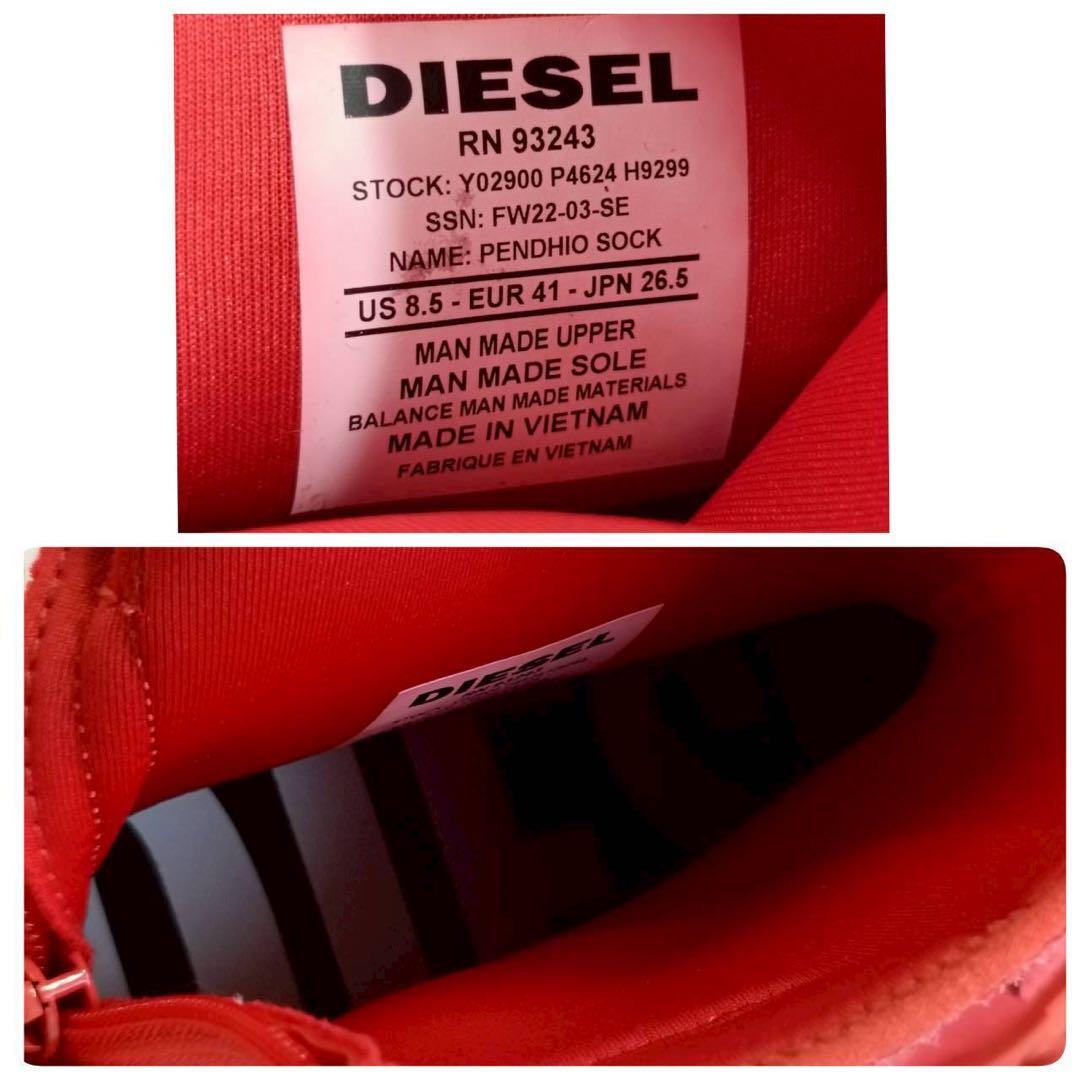 DIESEL
RN 93243
STOCK: Y02900 P4624 H9299
SSN: FW22-03-SE
NAME: PENDHIO SOCK
US 8.5 - EUR 41 - JPN 26.5
MAN MADE UPPER
MAN MADE SOLE
BALANCE MAN MADE MATERIALS
MADE IN VIETNAM
FABRIQUE EN VIETNAM
DIESEL